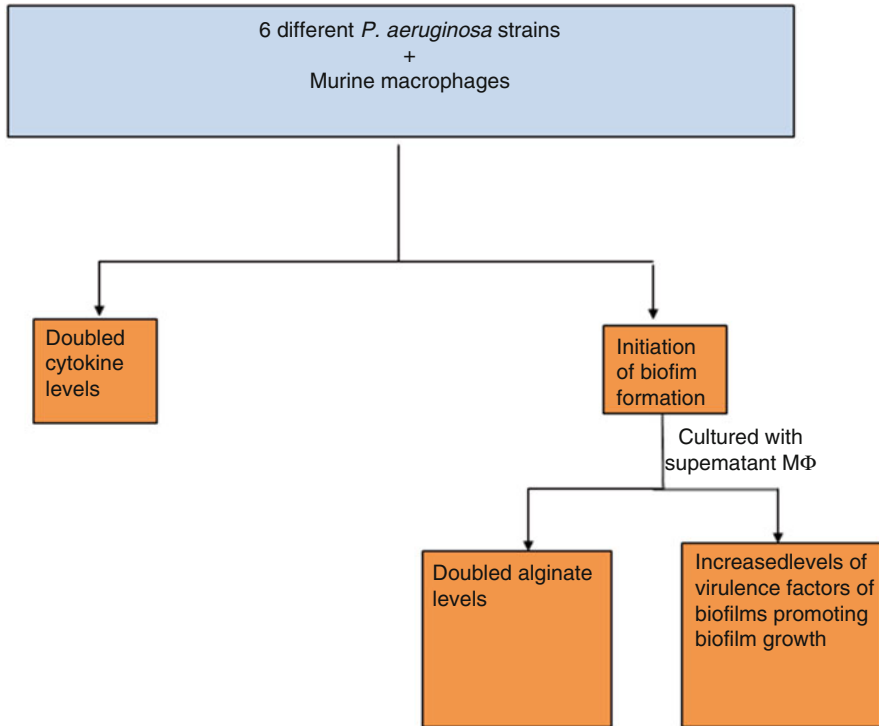 6 different P. aeruginosa strains
+
Murine macrophages
Doubled
cytokine
levels
Initiation
of biofim
formation
Cultured with
supematant MΦ
Doubled alginate
levels
Increasedlevels of
virulence factors of
biofilms promoting
biofilm growth